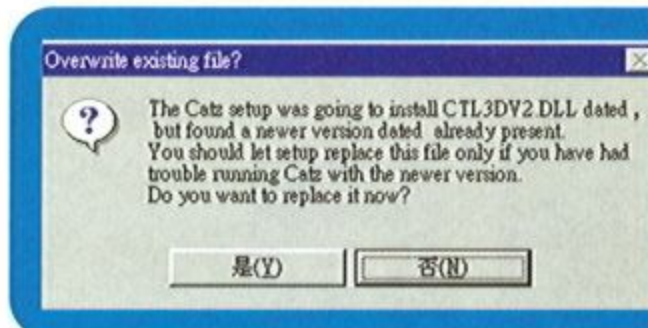 Overwrite existing file?
The Catz setup was going to install CTL3DV2.DLL dated ,
but found a newer version dated already present.
You should let setup replace this file only if you have had
trouble running Catz with the newer version.
Do you want to replace it now?
是(Y)
否(N)